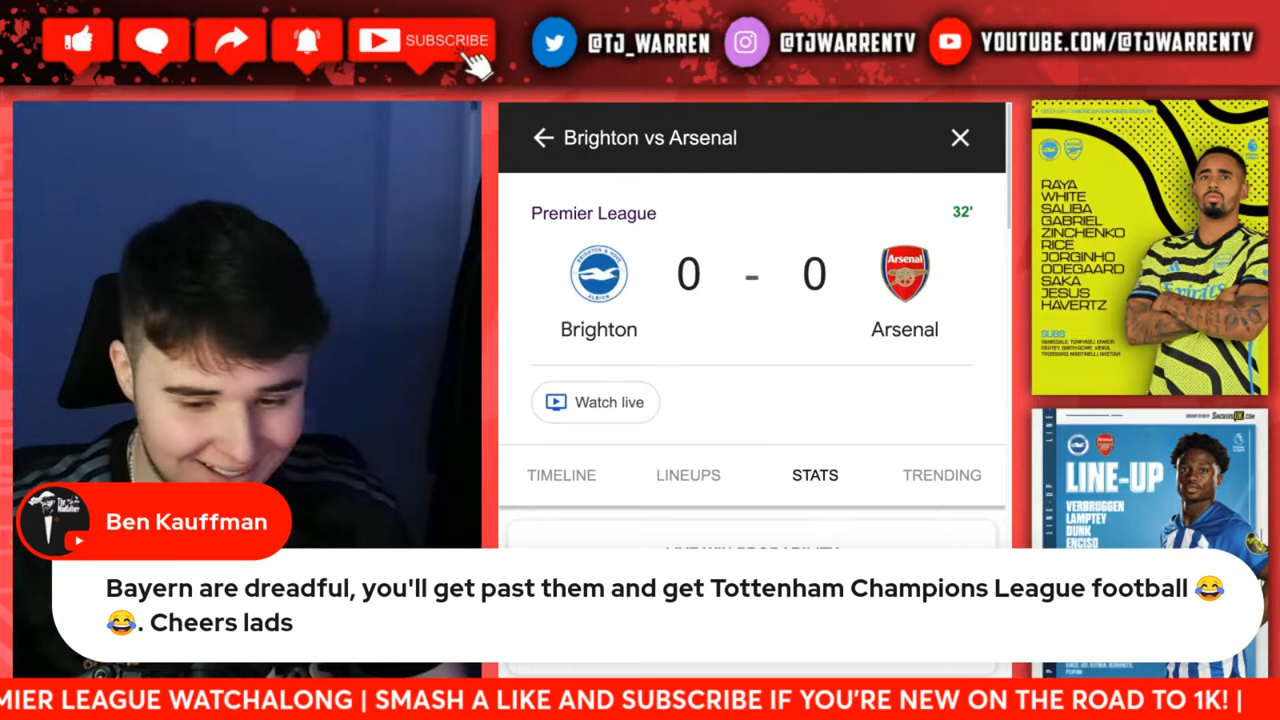 SUBSCRIBE
@TJ_WARREN
@TJWARRENTV
YOUTUBE.COM/@TJWARRENTV
Brighton vs Arsenal
Premier League
32'
0 - 0
Arsenal
Brighton
Arsenal
Watch live
TIMELINE
LINEUPS
STATS
TRENDING
RAYA
WHITE
SALIBA
GABRIEL
ZINCHENKO
RICE
JORGINHO
ODEGAARD
SAKA
JESUS
HAVERTZ
SUBS
LINE-UP
VERBRUGGEN
LAMPTEY
DUNK
ENCISO
Ben Kauffman
Bayern are dreadful, you'll get past them and get Tottenham Champions League football 😂
😂. Cheers lads
MIER LEAGUE WATCHALONG | SMASH A LIKE AND SUBSCRIBE IF YOU'RE NEW ON THE ROAD TO 1K! |